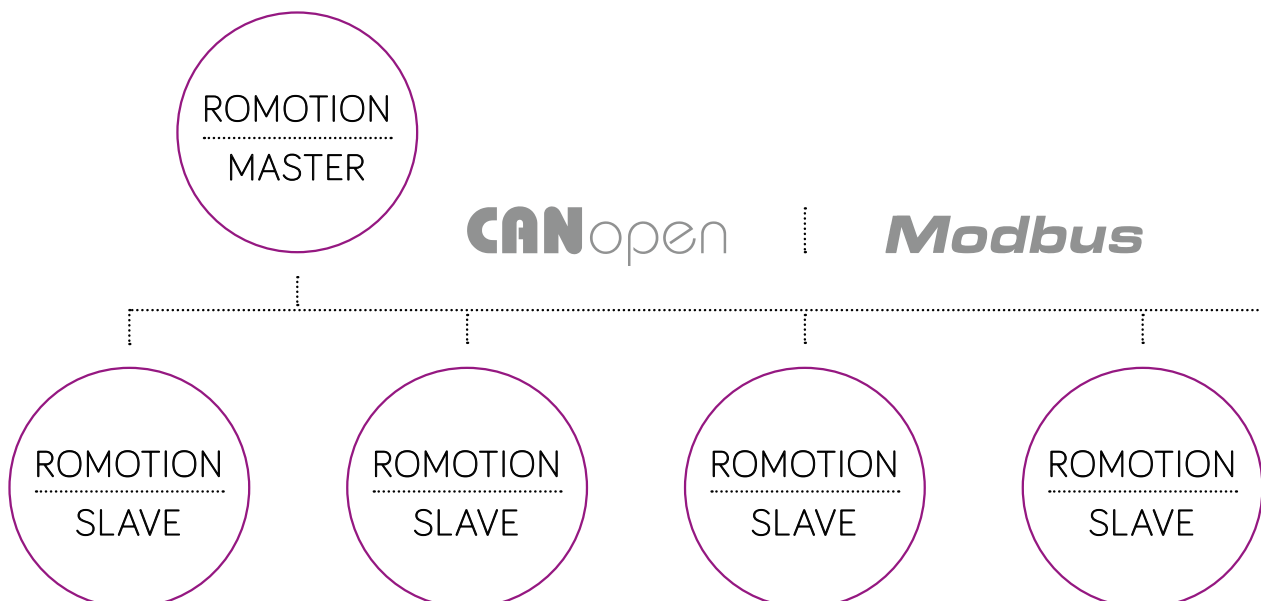 ROMOTION
MASTER
CANopen
Modbus
ROMOTION
SLAVE
ROMOTION
SLAVE
ROMOTION
SLAVE
ROMOTION
SLAVE